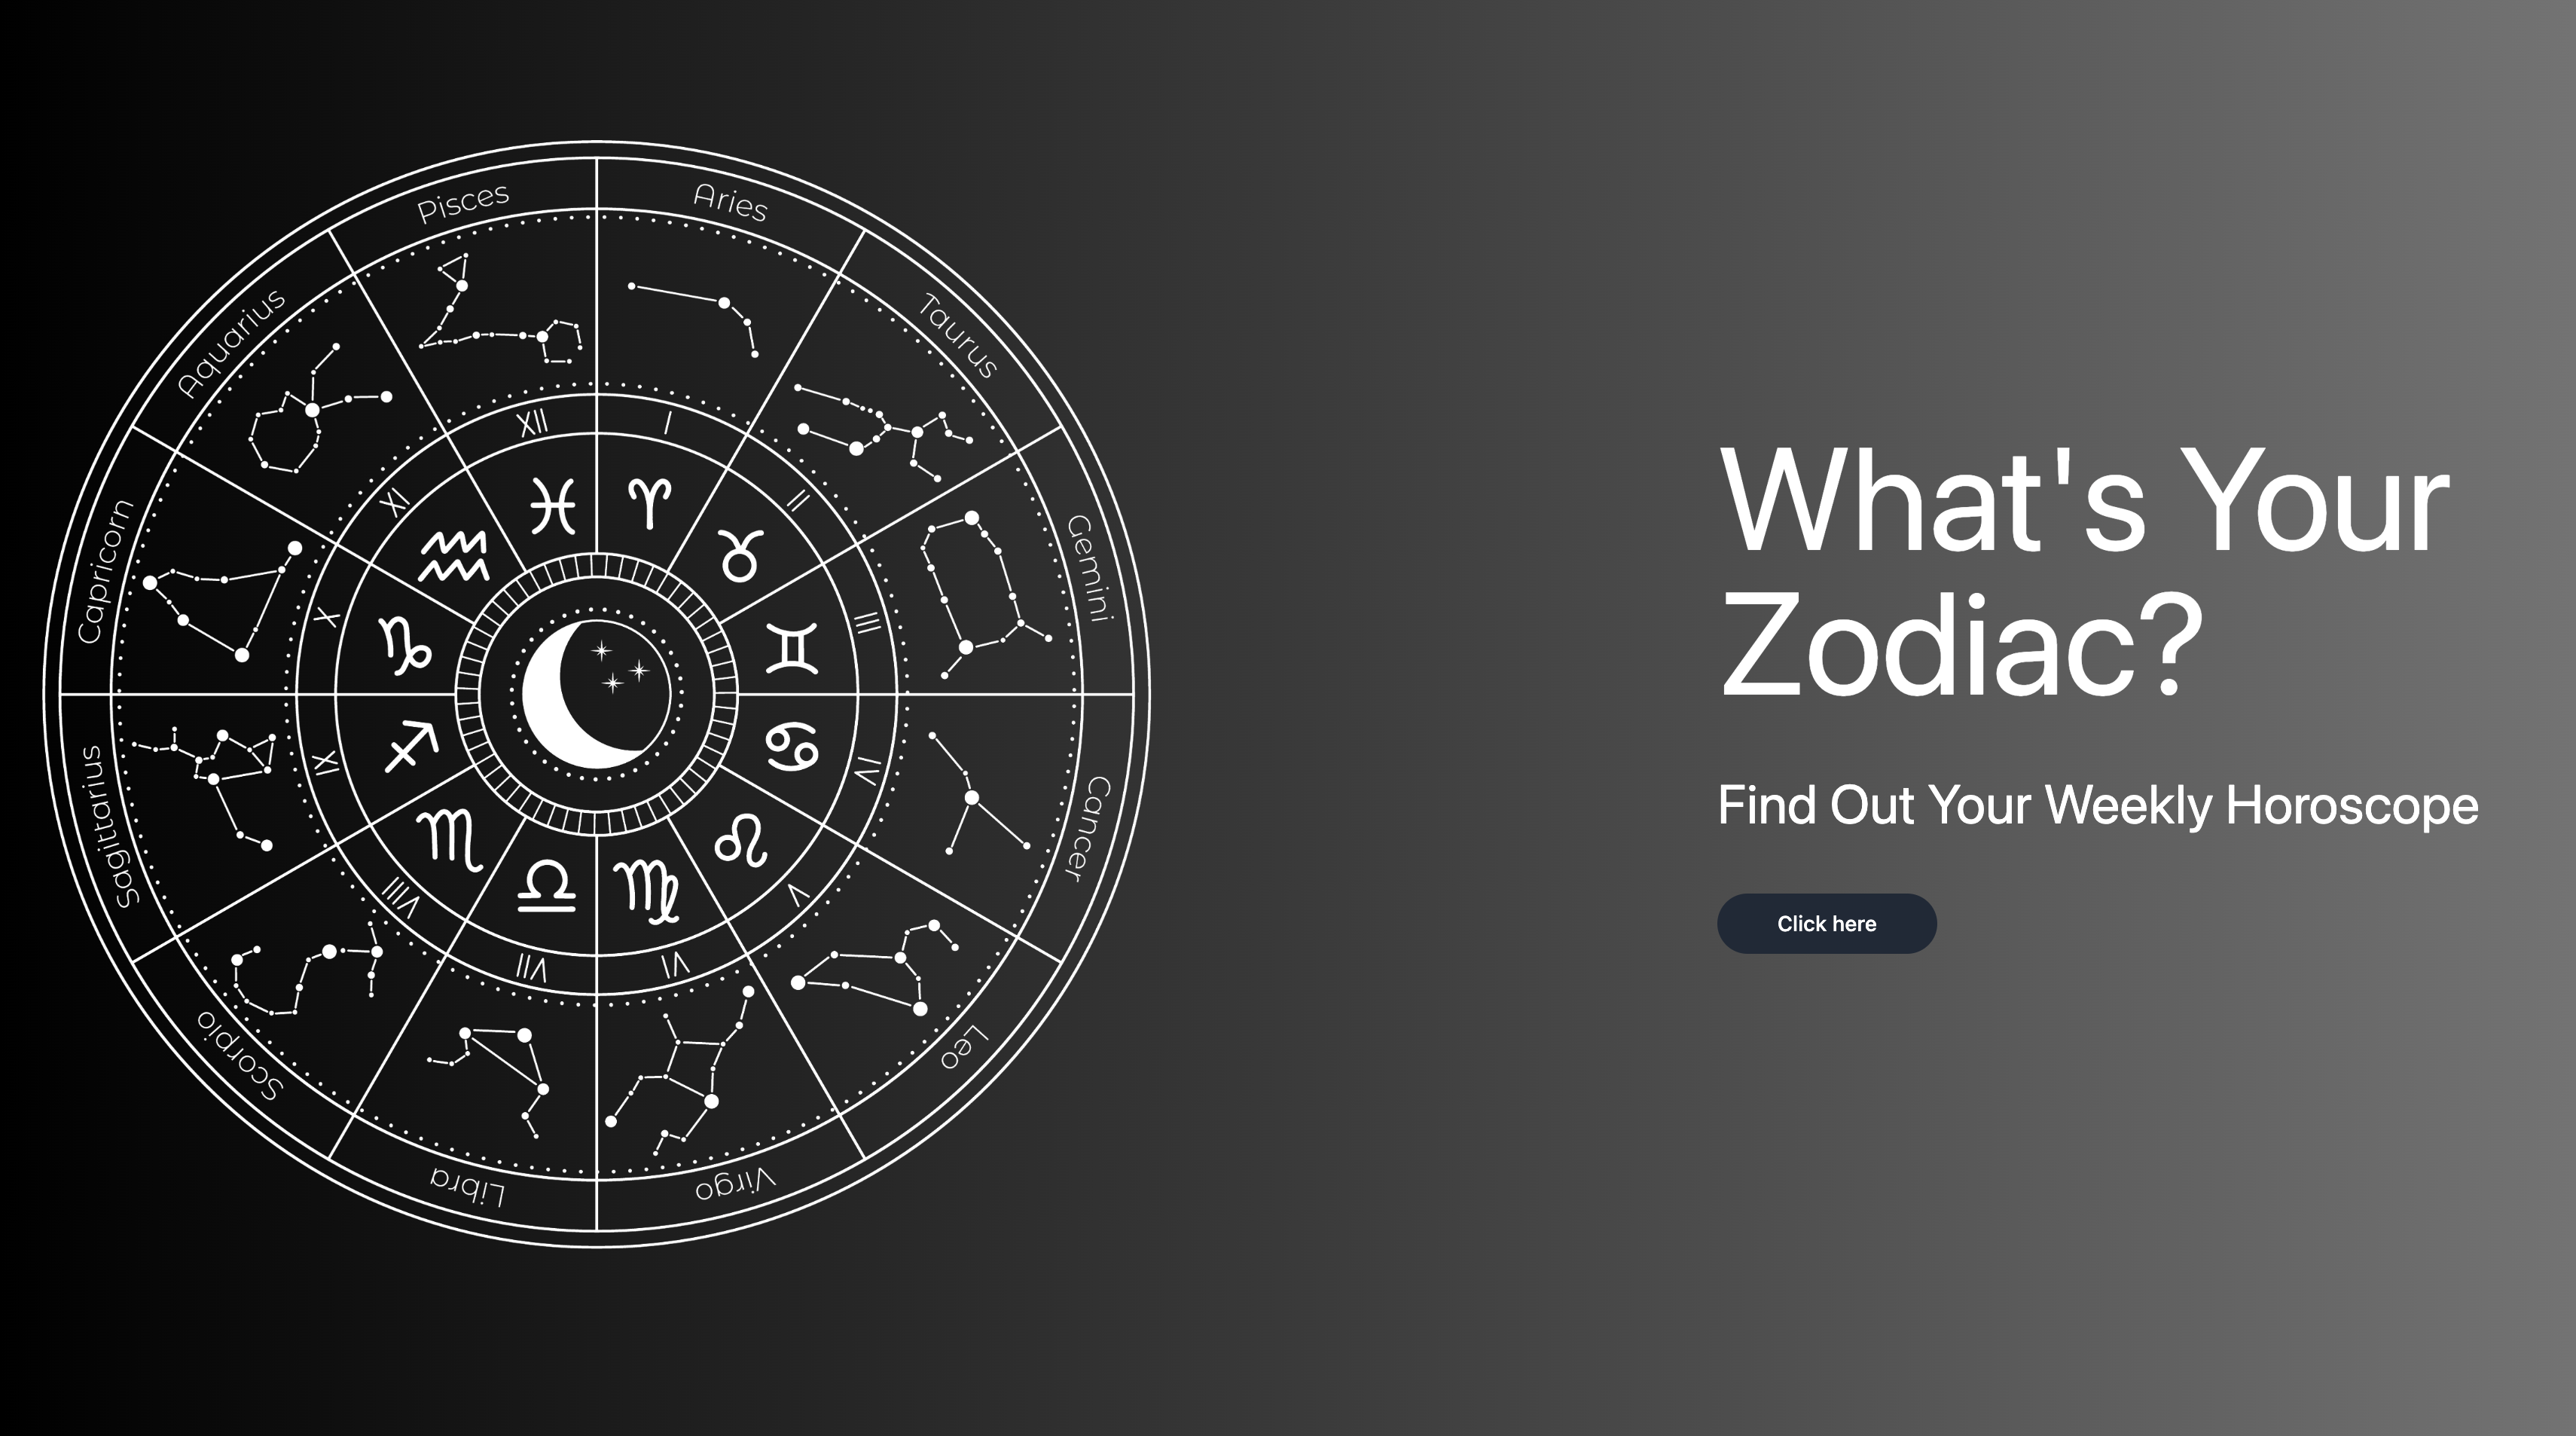 Aries
Taurus
Gemini
Cancer
Leo
Virgo
Libra
Scorpio
Sagittarius
Capricorn
Aquarius
Pisces
I
II
III
IV
V
VI
VII
VIII
IX
X
XI
XII
What's Your
Zodiac?
Find Out Your Weekly Horoscope
Click here